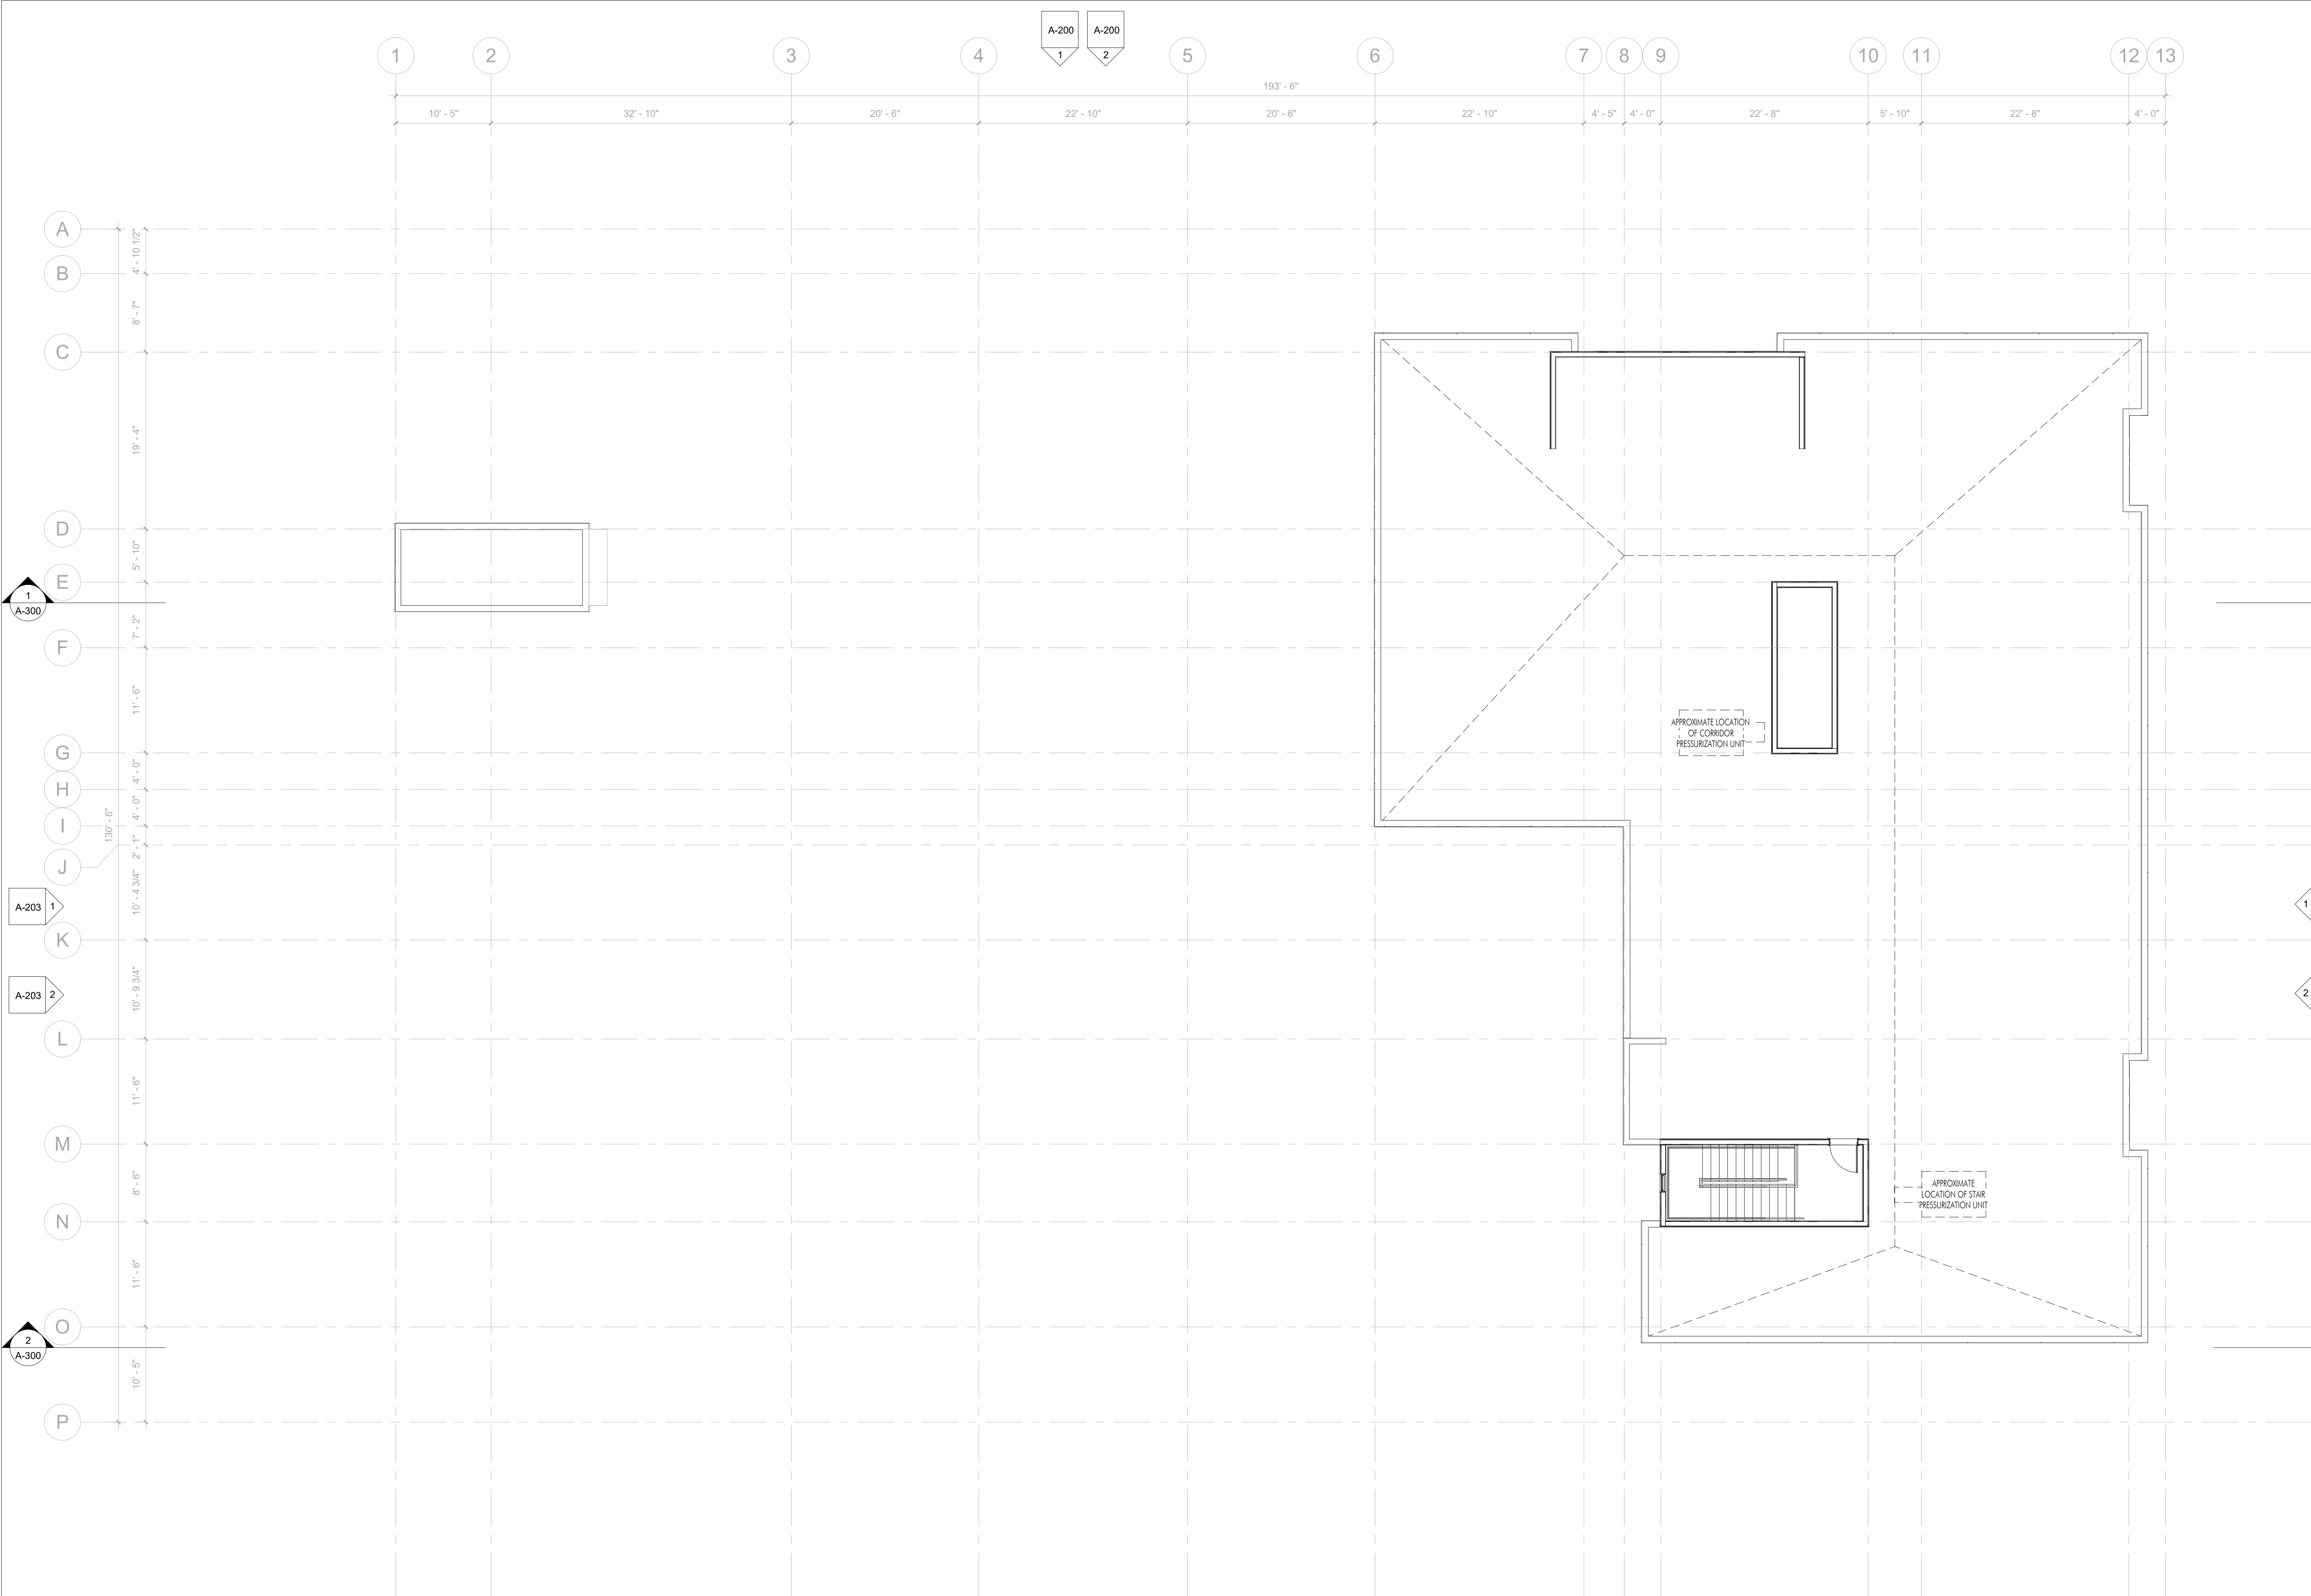 A-200 A-200
1 2
1 2 3 4 5 6 7 8 9 10 11 12 13
193' - 6"
10' - 5" 32' - 10" 20' - 6" 22' - 10" 20' - 6" 22' - 10" 4' - 5" 4' - 0" 22' - 8" 5' - 10" 22' - 8" 4' - 0"
A
4' - 10 1/2"
B
8' - 7"
C
19' - 4"
D
5' - 10"
E
1
A-300
7' - 2"
F
11' - 6"
G
4' - 0"
H
4' - 0"
I
130' - 6"
2' - 1"
J
10' - 4 3/4"
A-203 1
K
10' - 9 3/4"
A-203 2
L
11' - 6"
M
8' - 6"
N
11' - 6"
O
2
A-300
10' - 5"
P
APPROXIMATE LOCATION
OF CORRIDOR
PRESSURIZATION UNIT
APPROXIMATE
LOCATION OF STAIR
PRESSURIZATION UNIT
1
2